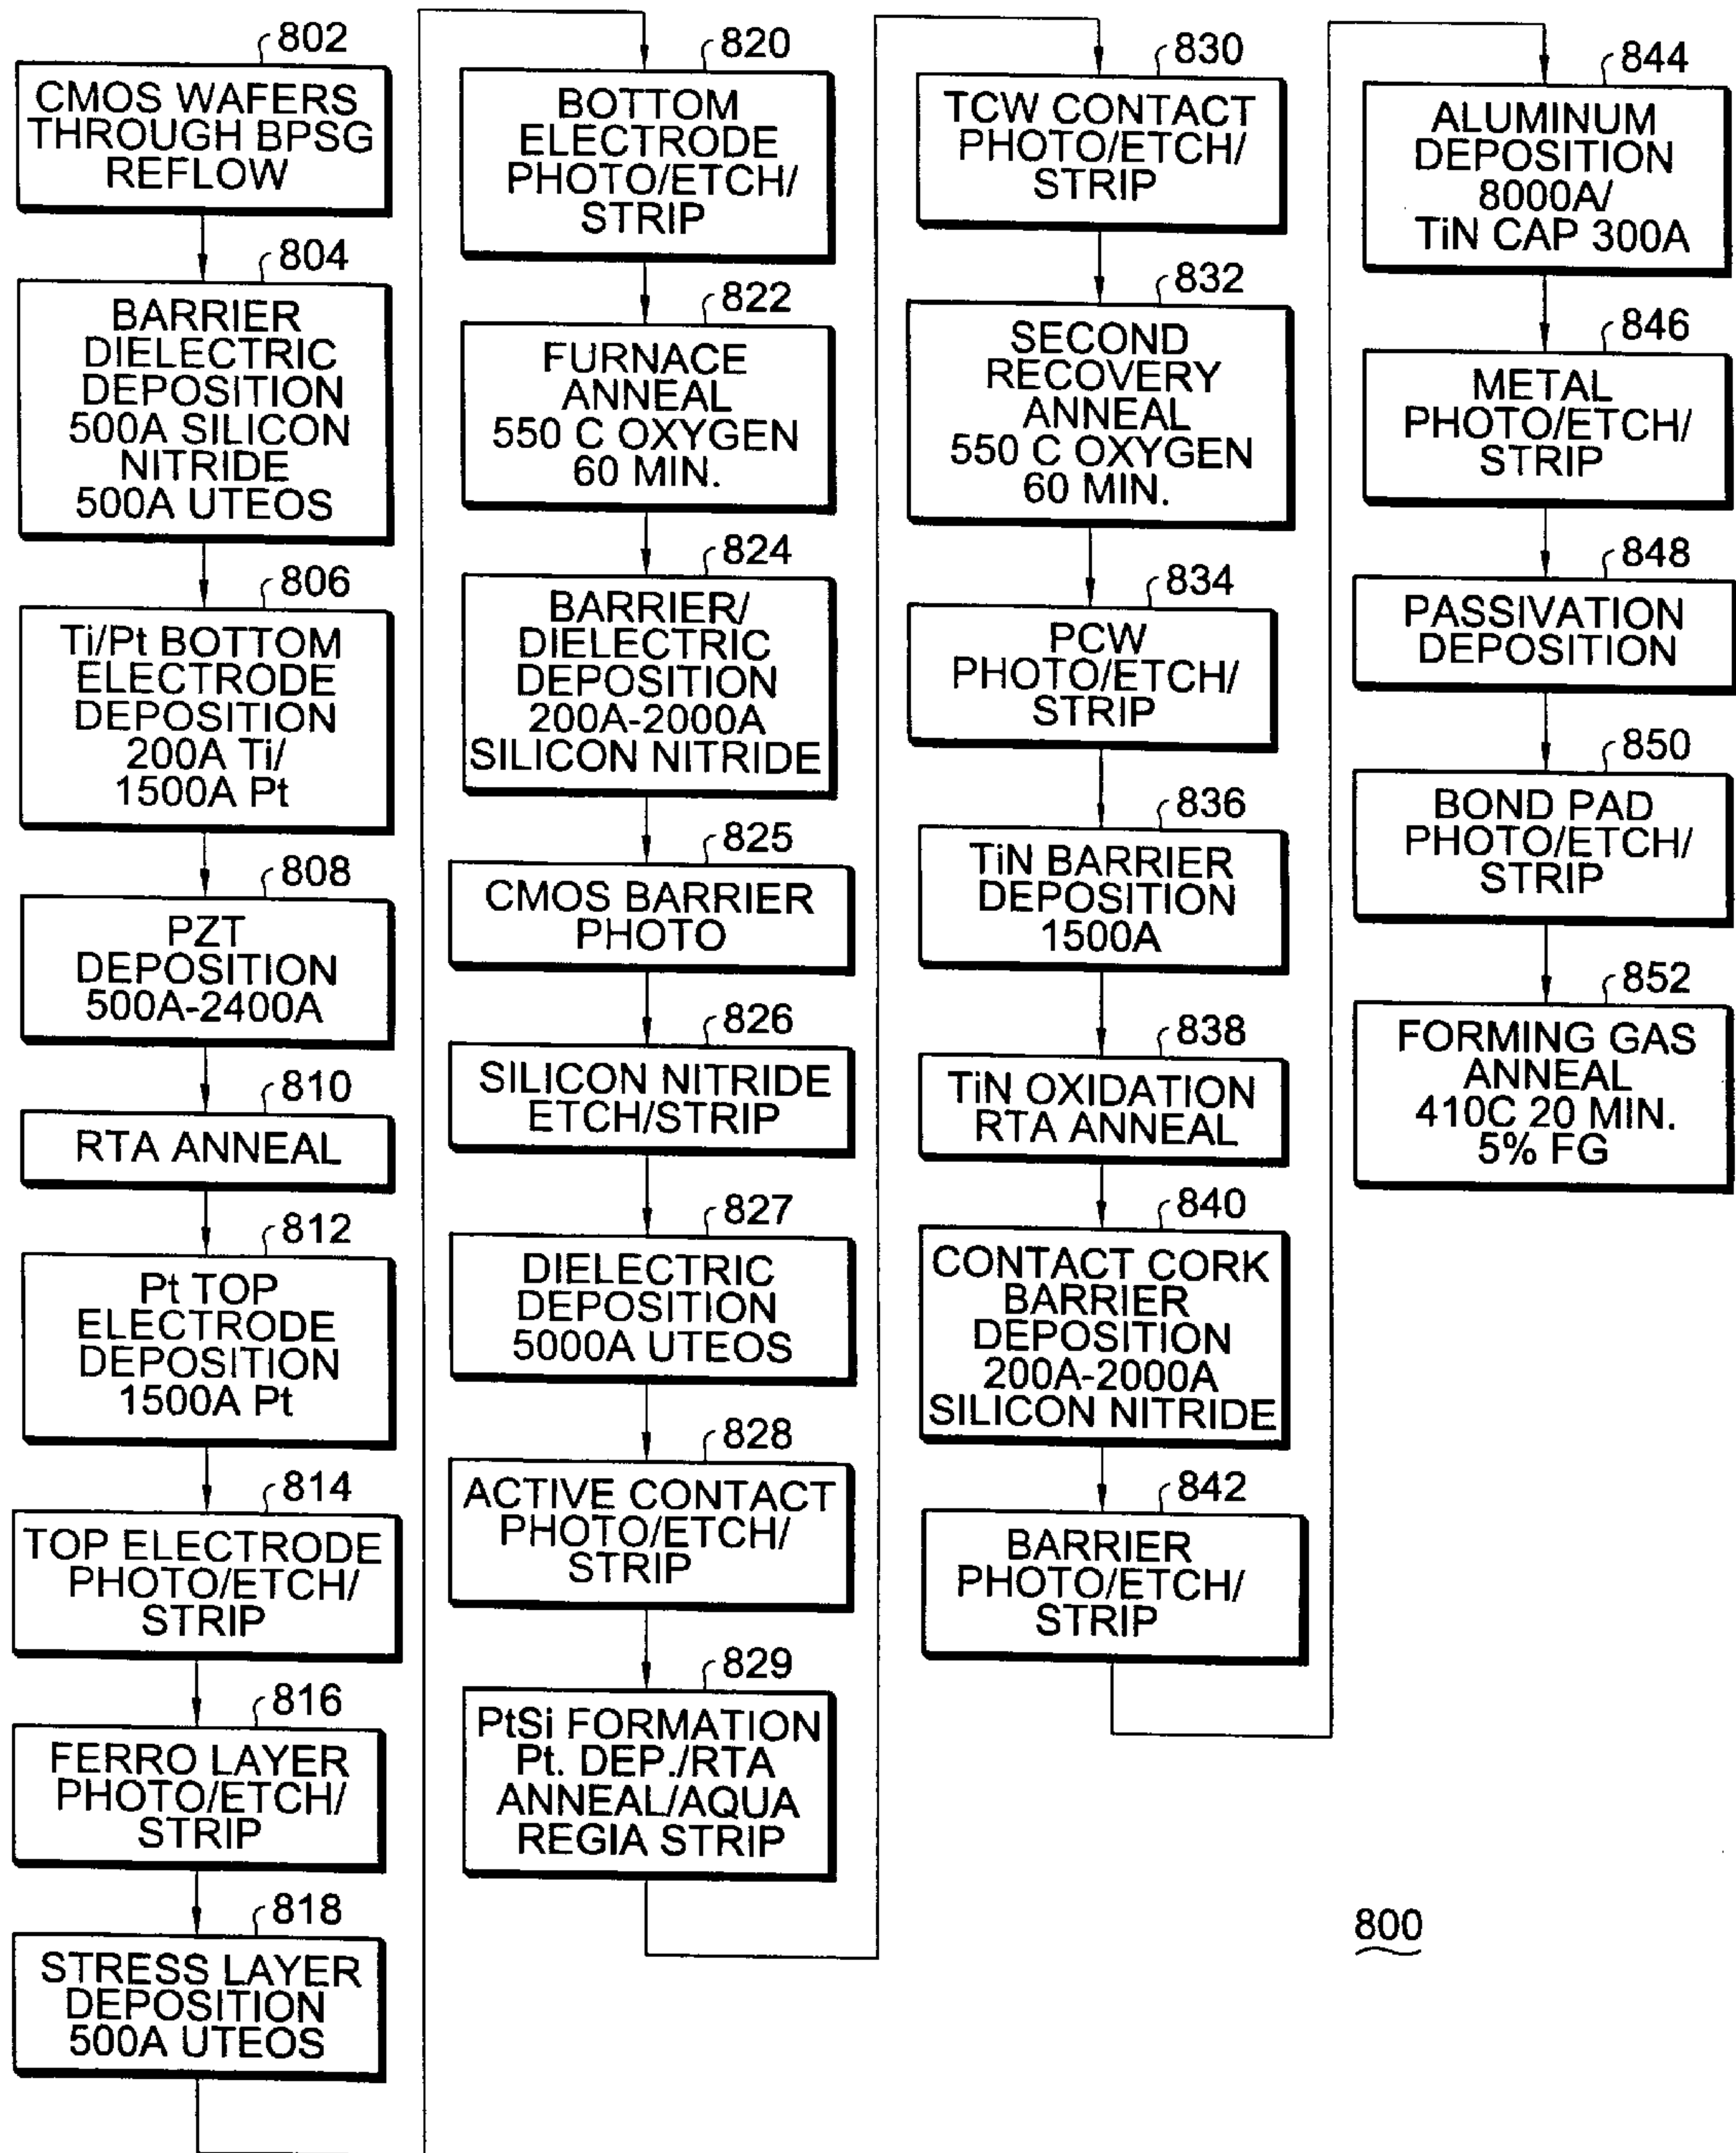 802
CMOS WAFERS
THROUGH BPSG
REFLOW
804
BARRIER
DIELECTRIC
DEPOSITION
500A SILICON
NITRIDE
500A UTEOS
806
Ti/Pt BOTTOM
ELECTRODE
DEPOSITION
200A Ti/
1500A Pt
808
PZT
DEPOSITION
500A-2400A
810
RTA ANNEAL
812
Pt TOP
ELECTRODE
DEPOSITION
1500A Pt
814
TOP ELECTRODE
PHOTO/ETCH/
STRIP
816
FERRO LAYER
PHOTO/ETCH/
STRIP
818
STRESS LAYER
DEPOSITION
500A UTEOS
820
BOTTOM
ELECTRODE
PHOTO/ETCH/
STRIP
822
FURNACE
ANNEAL
550 C OXYGEN
60 MIN.
824
BARRIER/
DIELECTRIC
DEPOSITION
200A-2000A
SILICON NITRIDE
825
CMOS BARRIER
PHOTO
826
SILICON NITRIDE
ETCH/STRIP
827
DIELECTRIC
DEPOSITION
5000A UTEOS
828
ACTIVE CONTACT
PHOTO/ETCH/
STRIP
829
PtSi FORMATION
Pt. DEP./RTA
ANNEAL/AQUA
REGIA STRIP
830
TCW CONTACT
PHOTO/ETCH/
STRIP
832
SECOND
RECOVERY
ANNEAL
550 C OXYGEN
60 MIN.
834
PCW
PHOTO/ETCH/
STRIP
836
TiN BARRIER
DEPOSITION
1500A
838
TiN OXIDATION
RTA ANNEAL
840
CONTACT CORK
BARRIER
DEPOSITION
200A-2000A
SILICON NITRIDE
842
BARRIER
PHOTO/ETCH/
STRIP
844
ALUMINUM
DEPOSITION
8000A/
TiN CAP 300A
846
METAL
PHOTO/ETCH/
STRIP
848
PASSIVATION
DEPOSITION
850
BOND PAD
PHOTO/ETCH/
STRIP
852
FORMING GAS
ANNEAL
410C 20 MIN.
5% FG
800